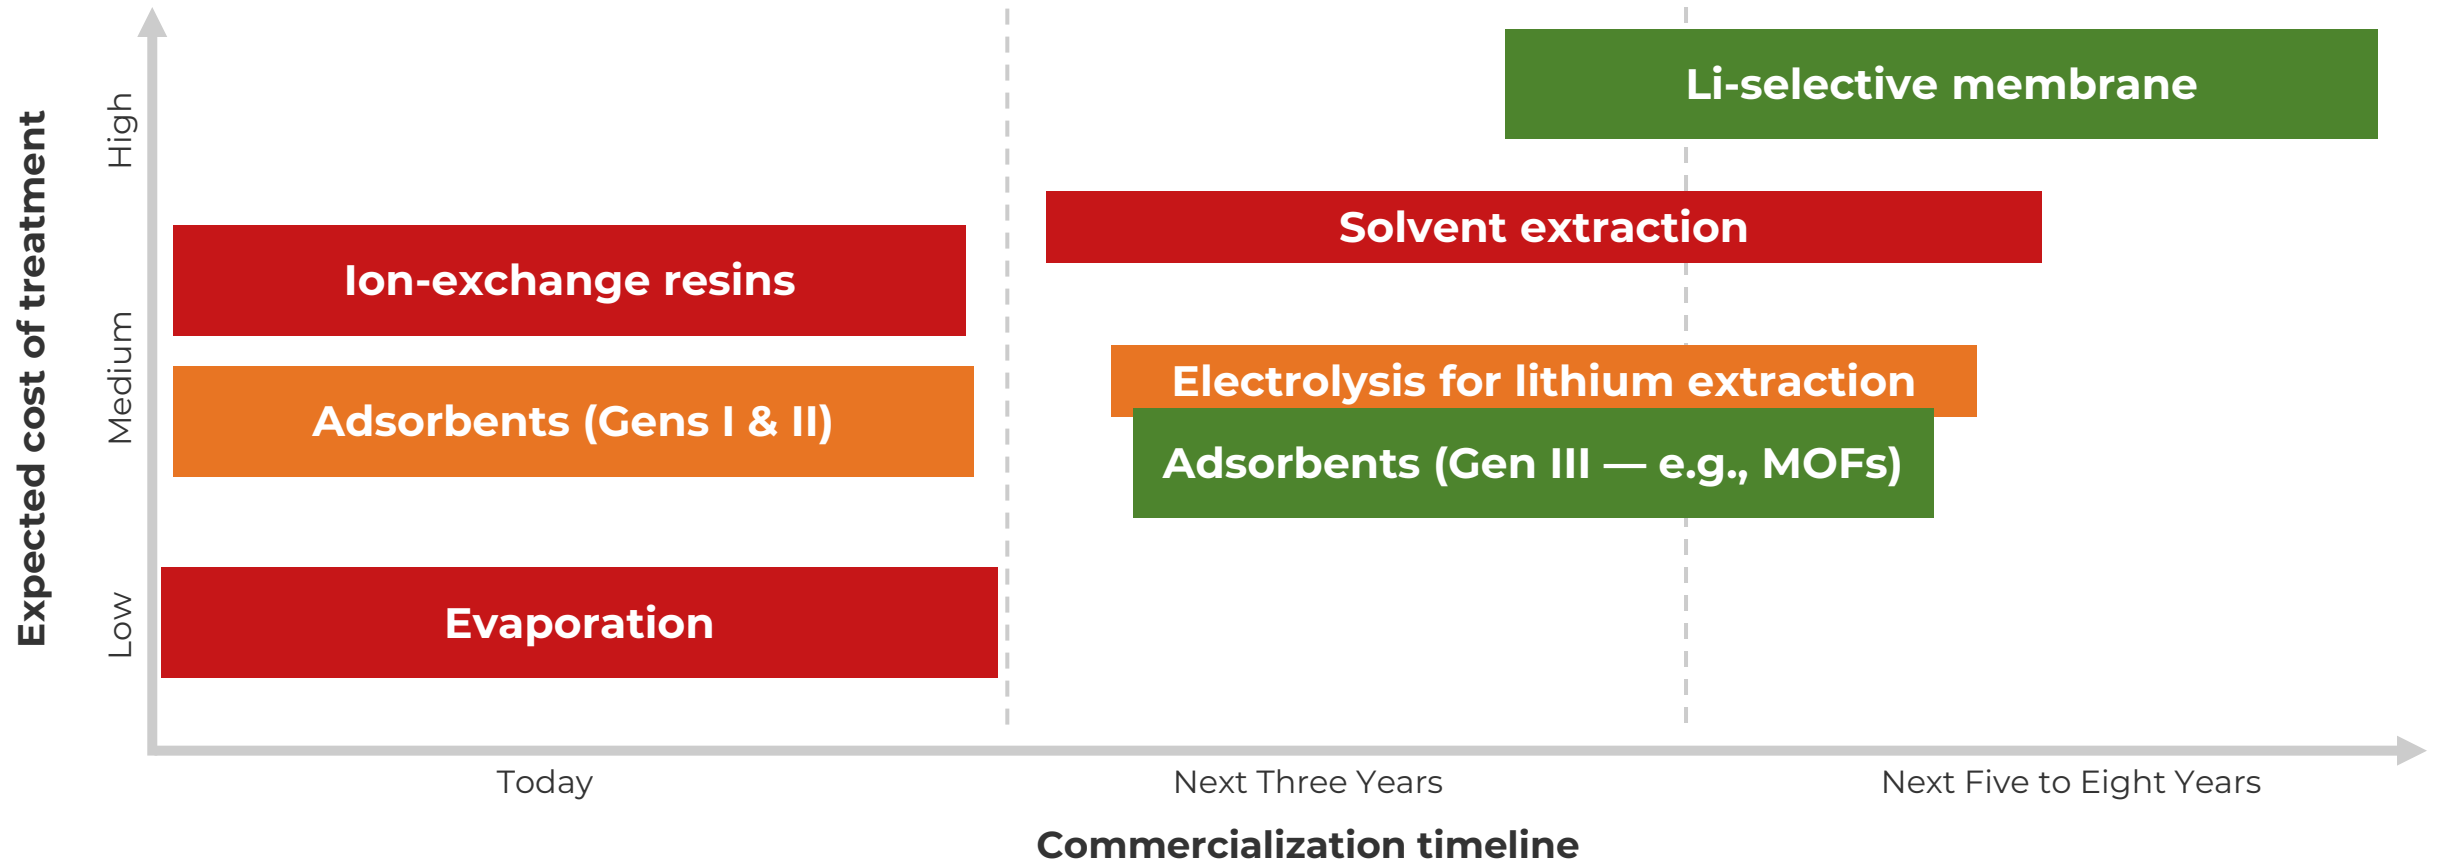 Expected cost of treatment
High
Medium
Low
Li-selective membrane
Solvent extraction
Ion-exchange resins
Electrolysis for lithium extraction
Adsorbents (Gens I & II)
Adsorbents (Gen III — e.g., MOFs)
Evaporation
Today
Next Three Years
Next Five to Eight Years
Commercialization timeline